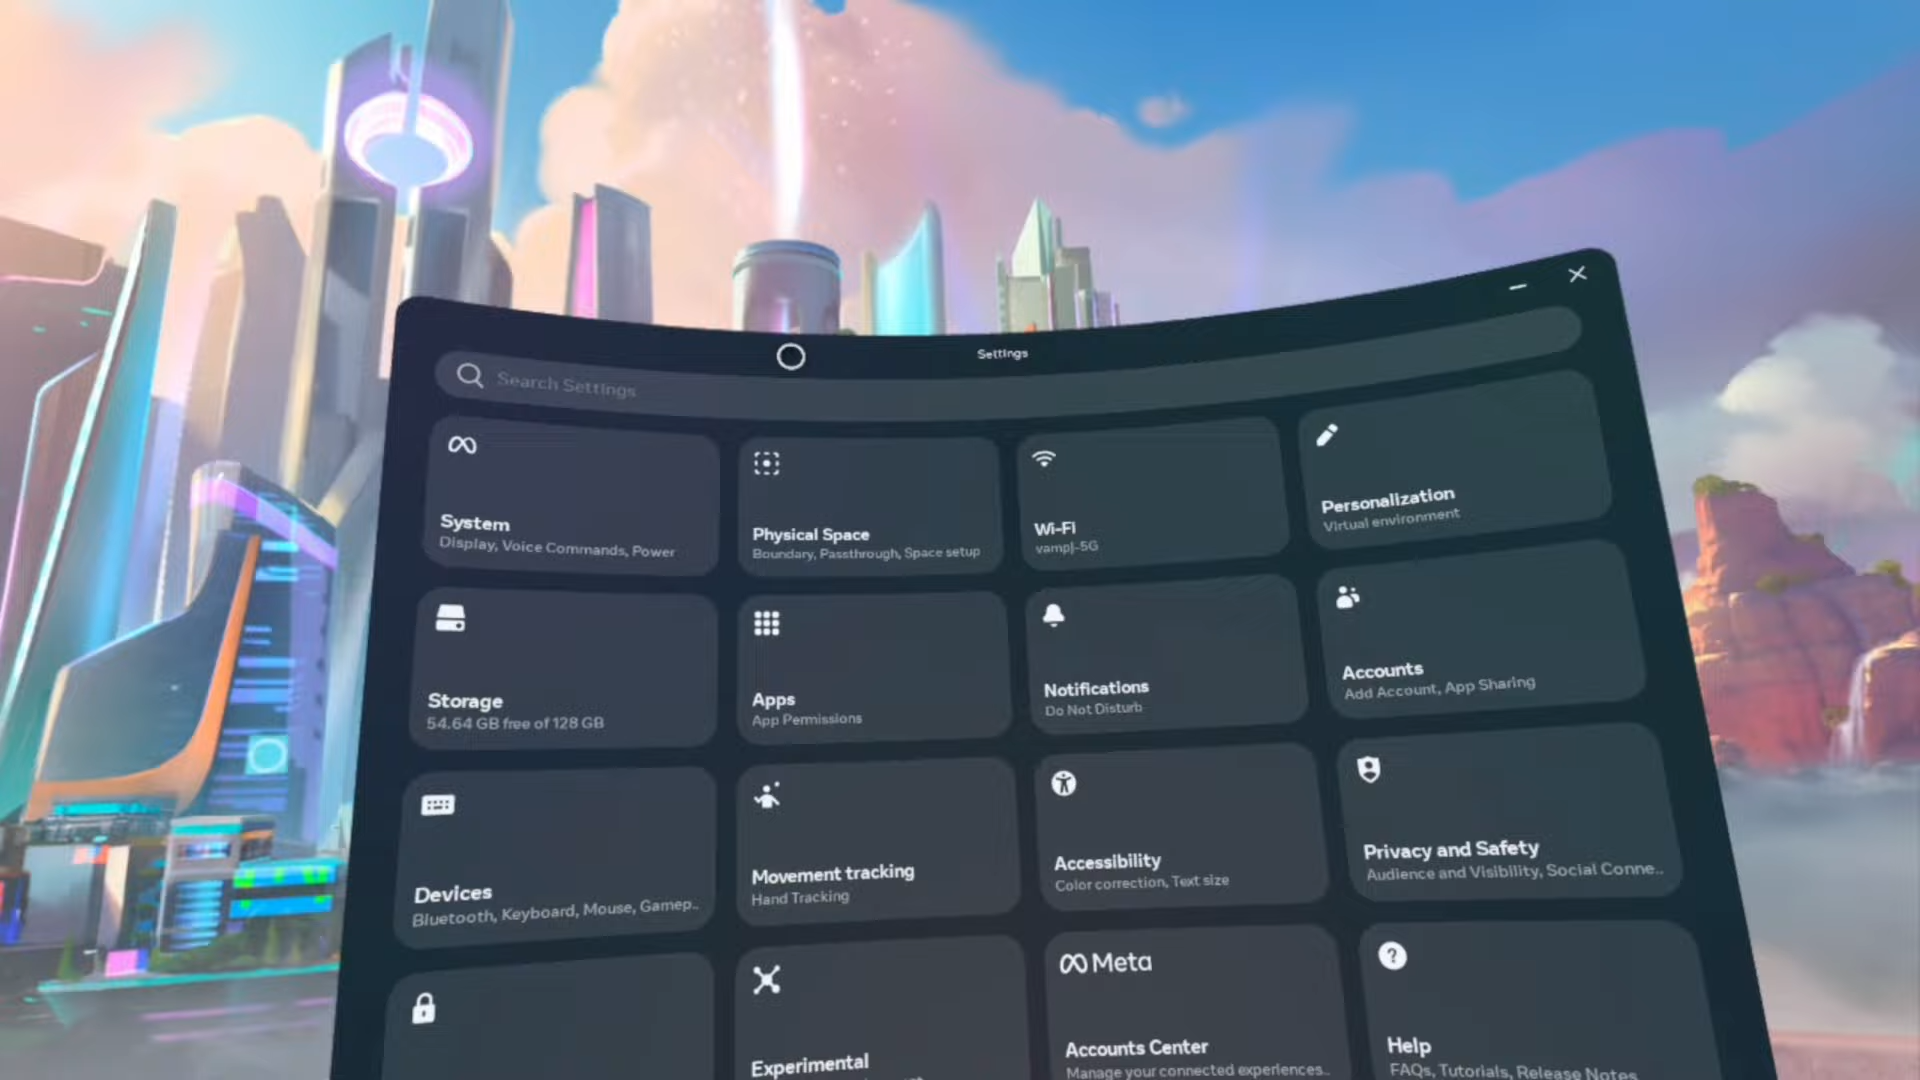 Settings
Search Settings
System
Display, Voice Commands, Power
Physical Space
Boundary, Passthrough, Space setup
Wi-Fi
vampj-5G
Personalization
Virtual environment
Storage
54.64 GB free of 128 GB
Apps
App Permissions
Notifications
Do Not Disturb
Accounts
Add Account, App Sharing
Devices
Bluetooth, Keyboard, Mouse, Gamep..
Movement tracking
Hand Tracking
Accessibility
Color correction, Text size
Privacy and Safety
Audience and Visibility, Social Conne..
Experimental
Meta
Accounts Center
Manage your connected experiences..
Help
FAQs, Tutorials, Release Notes